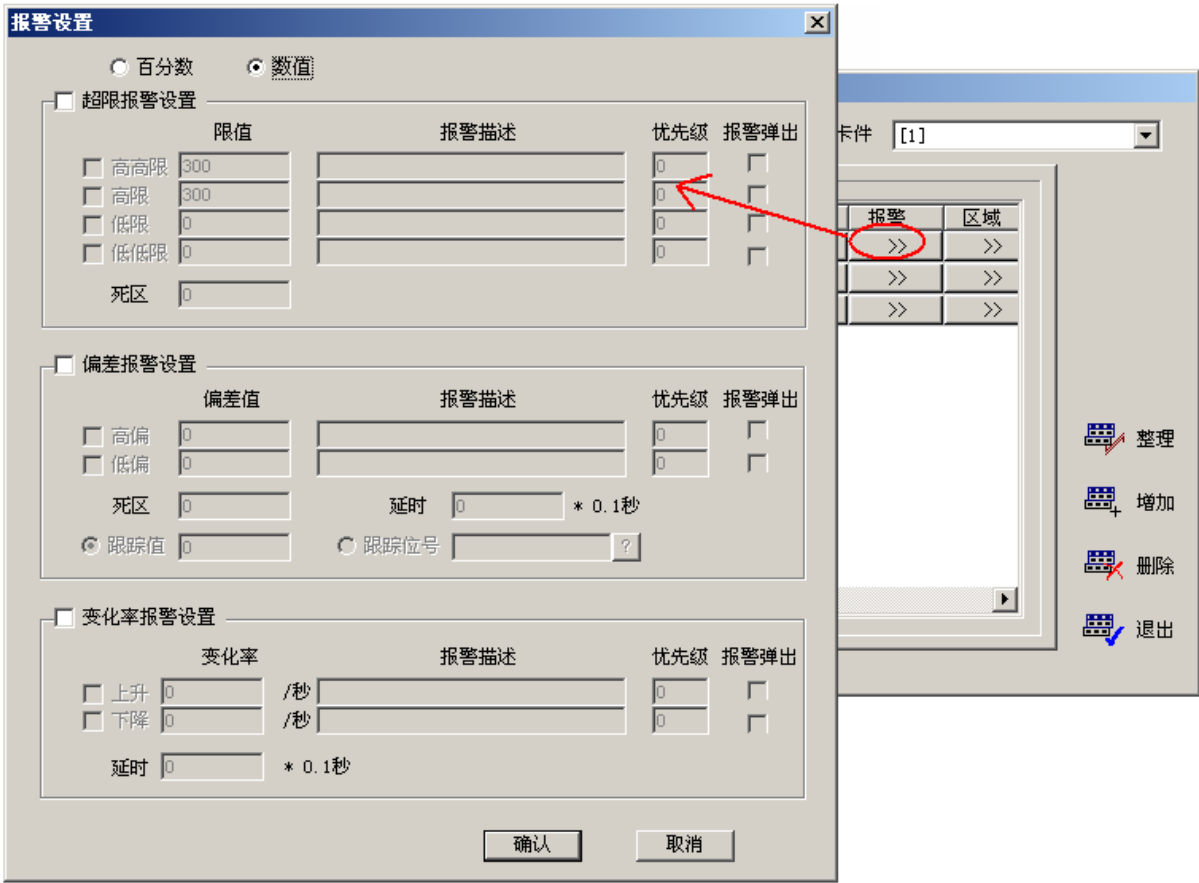 报警设置
百分数 数值
超限报警设置
限值 报警描述 优先级 报警弹出
高高限 300 0
高限 300 0
低限 0 0
低低限 0 0
死区 0
偏差报警设置
偏差值 报警描述 优先级 报警弹出
高偏 0 0
低偏 0 0
死区 0 延时 0 * 0.1秒
跟踪值 0 跟踪位号 ?
变化率报警设置
变化率 报警描述 优先级 报警弹出
上升 0 /秒 0
下降 0 /秒 0
延时 0 * 0.1秒
确认 取消
卡件 [1]
报警 区域
>> >>
>> >>
>> >>
整理
增加
删除
退出